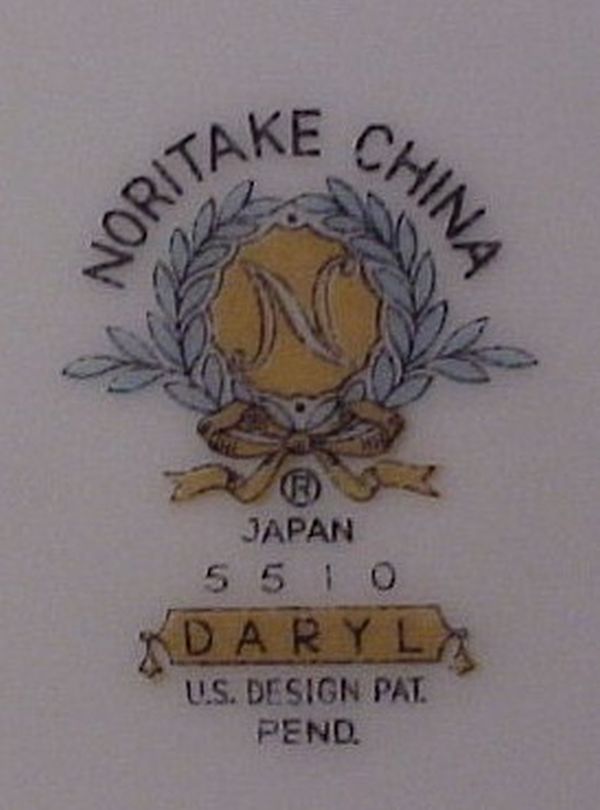 NORITAKE CHINA
N
®
JAPAN
5510
DARYL
U.S. DESIGN PAT.
PEND.